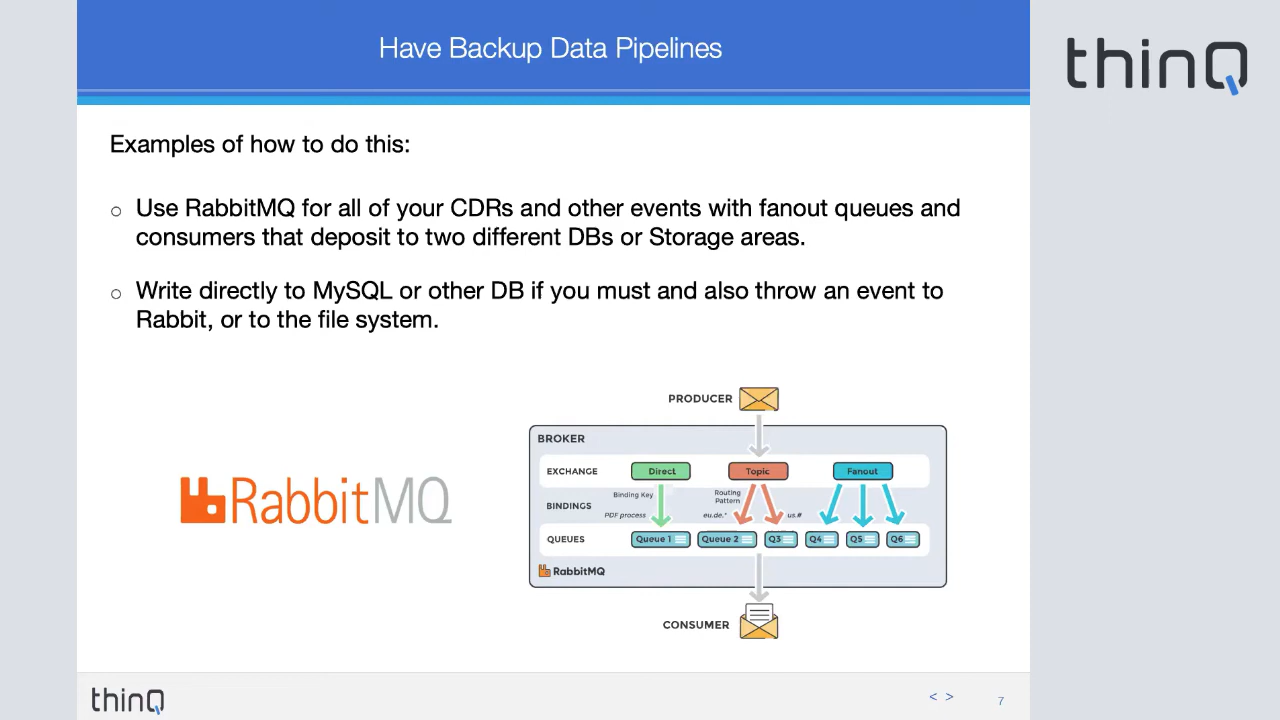 Have Backup Data Pipelines
thinQ
Examples of how to do this:
○ Use RabbitMQ for all of your CDRs and other events with fanout queues and
consumers that deposit to two different DBs or Storage areas.
○ Write directly to MySQL or other DB if you must and also throw an event to
Rabbit, or to the file system.
RabbitMQ
PRODUCER
BROKER
EXCHANGE
Direct
Topic
Fanout
BINDINGS
Binding Key
PDF process
Routing
Pattern
eu.de.*
us.#
QUEUES
Queue 1
Queue 2
Q3
Q4
Q5
Q6
RabbitMQ
CONSUMER
thinQ
< >
7